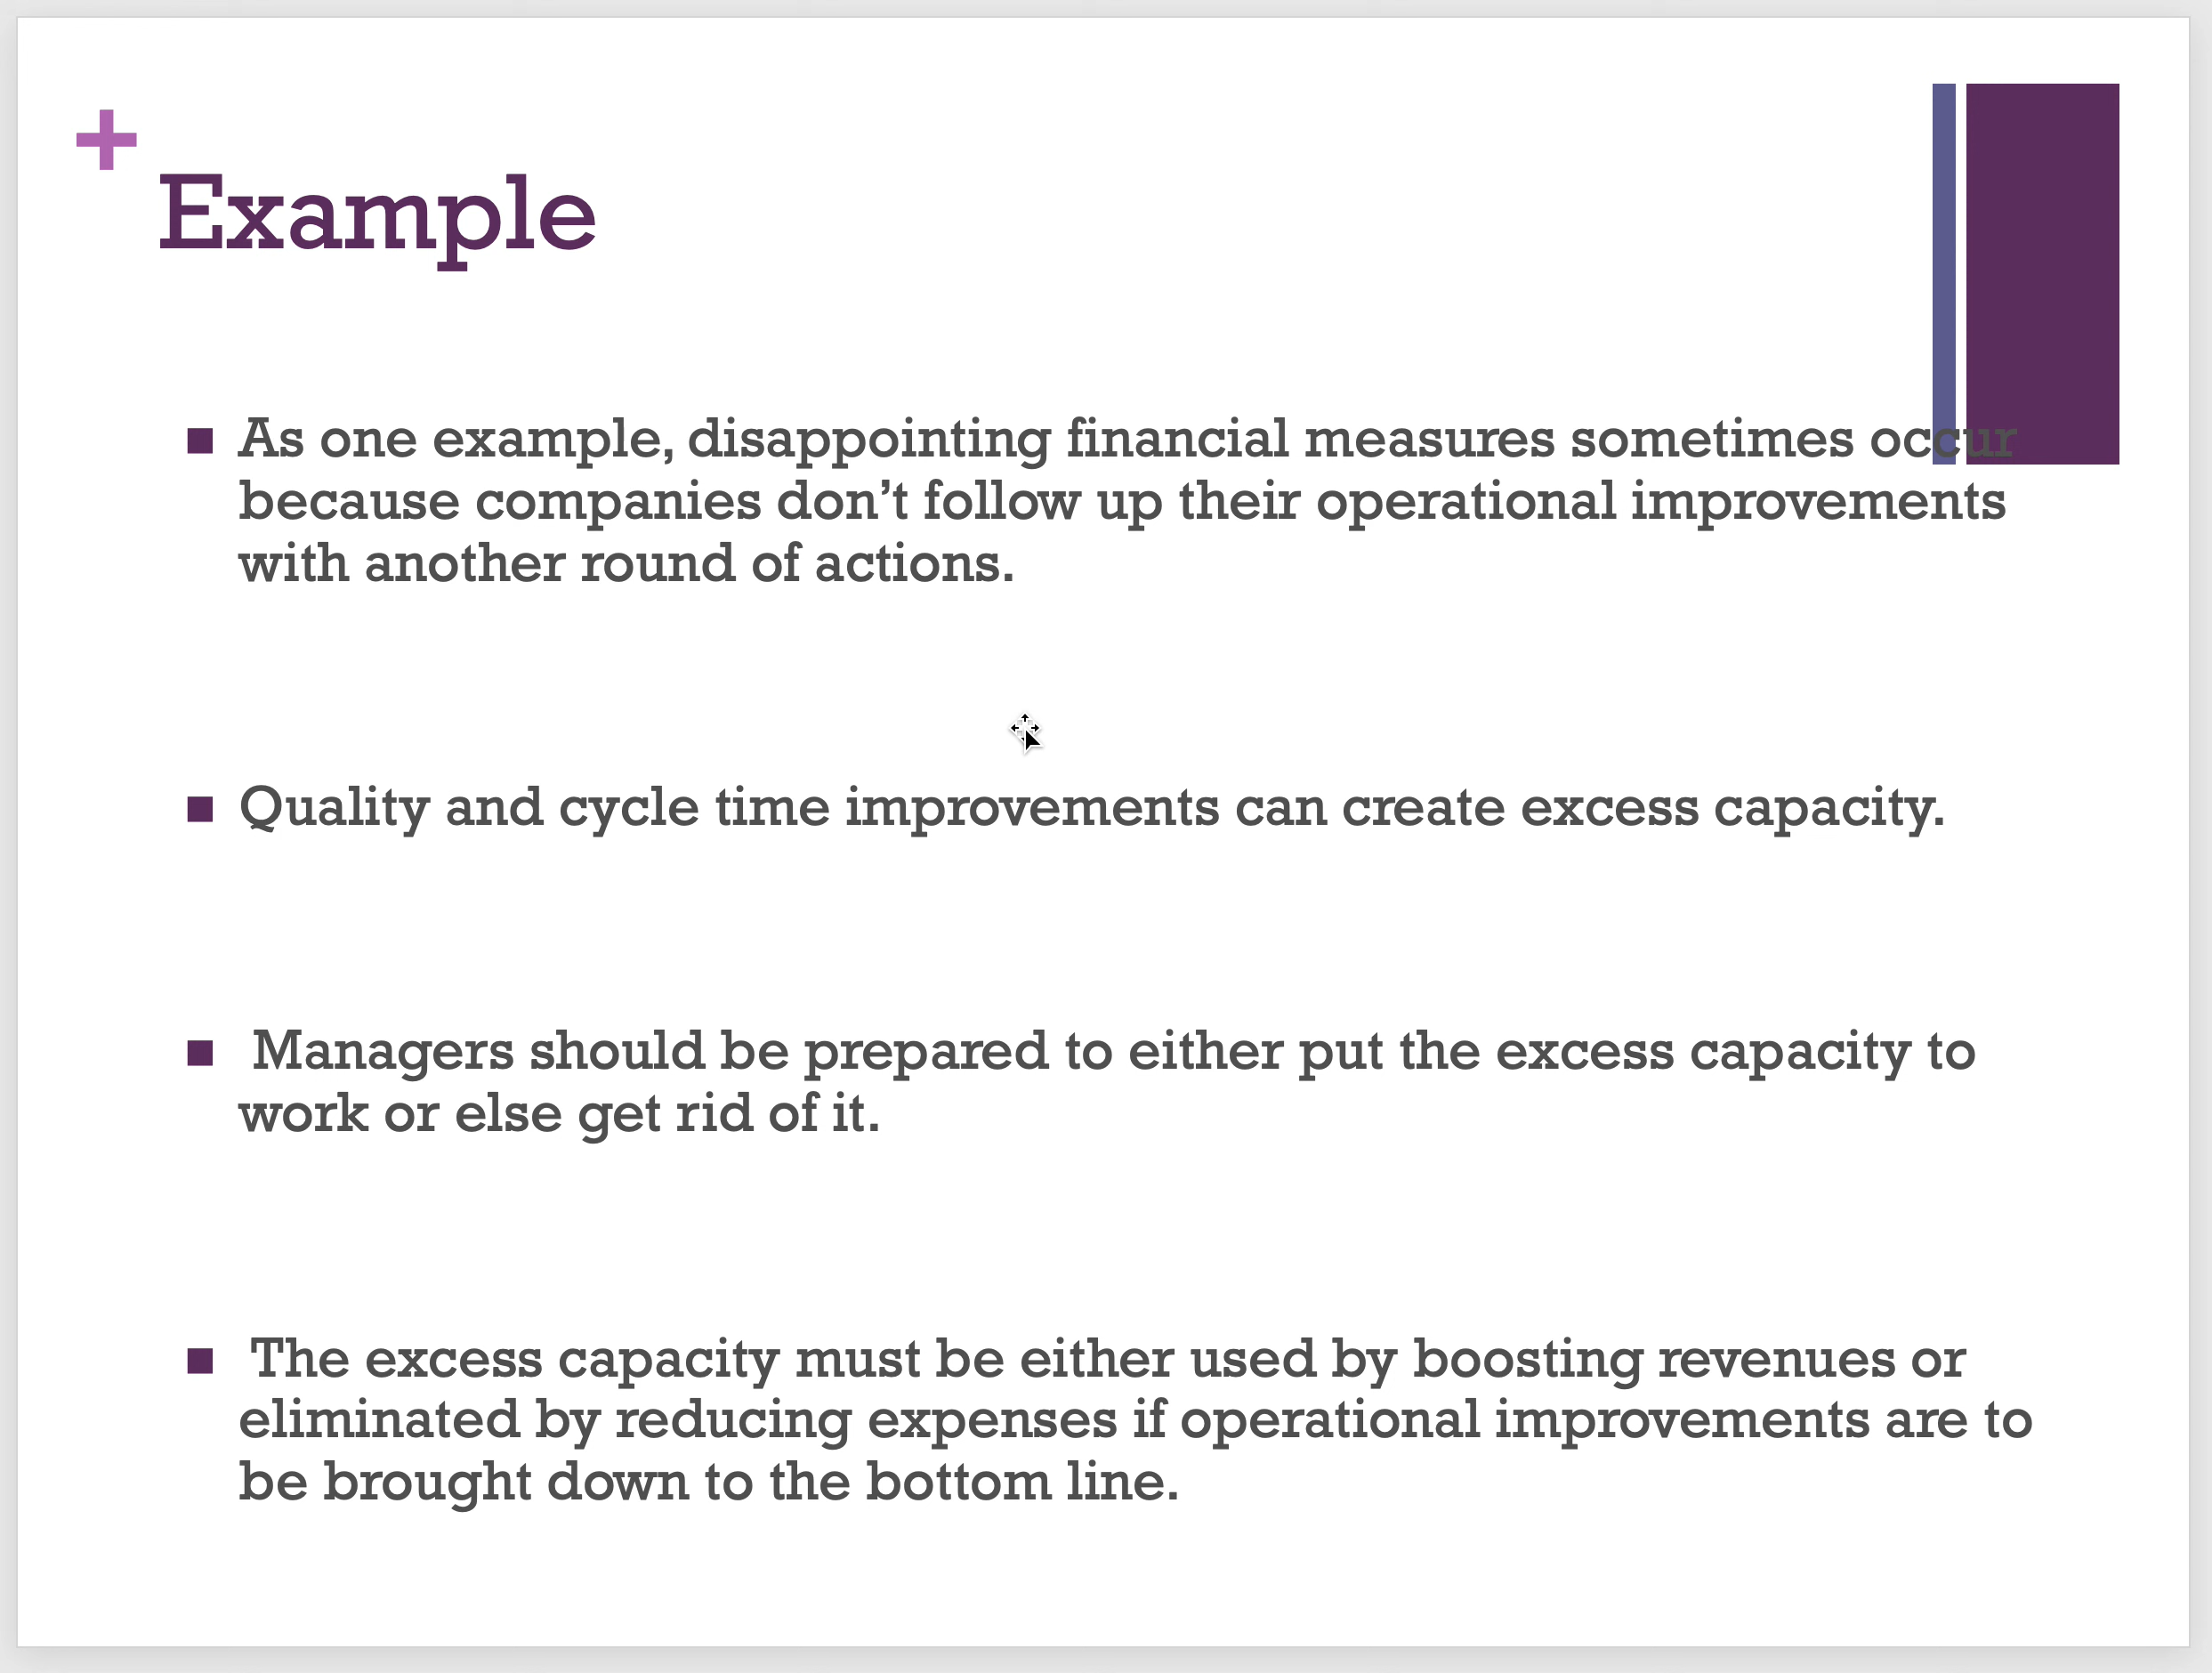 +
Example
■ As one example, disappointing financial measures sometimes occur
because companies don’t follow up their operational improvements
with another round of actions.
■ Quality and cycle time improvements can create excess capacity.
■ Managers should be prepared to either put the excess capacity to
work or else get rid of it.
■ The excess capacity must be either used by boosting revenues or
eliminated by reducing expenses if operational improvements are to
be brought down to the bottom line.